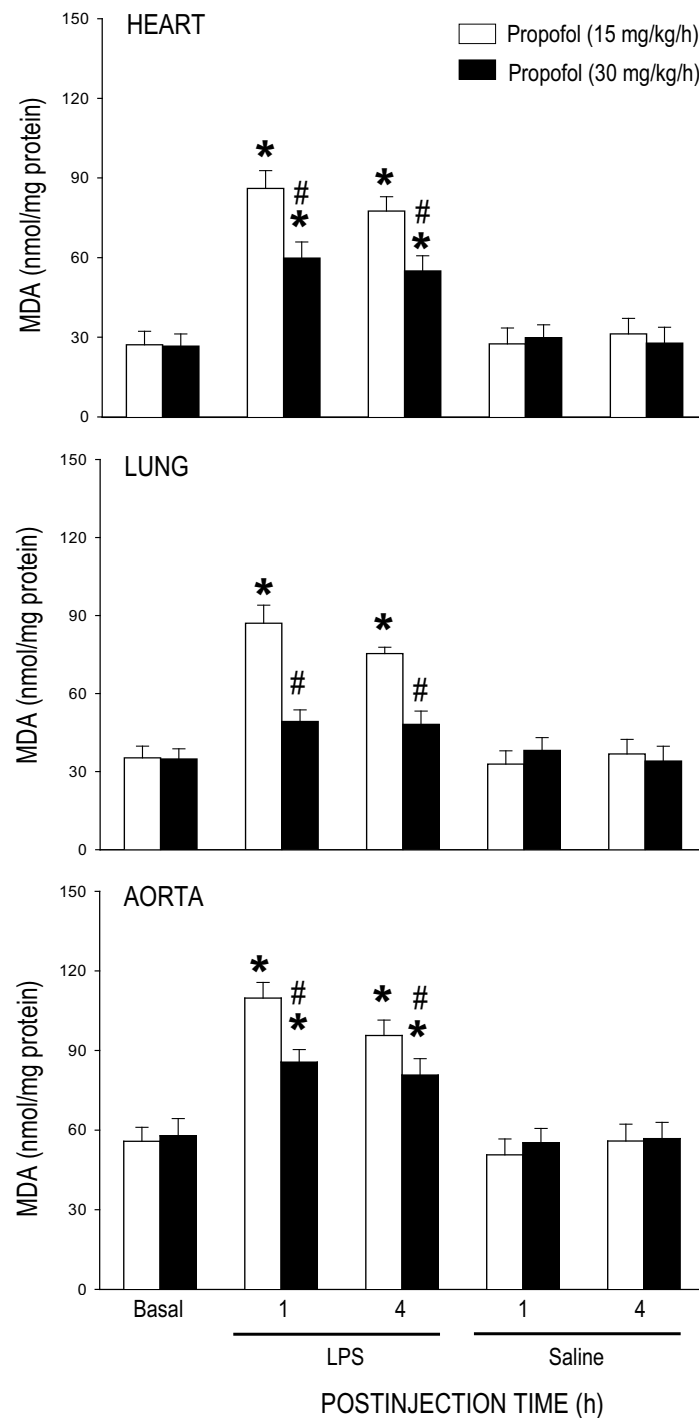 HEART
Propofol (15 mg/kg/h)
Propofol (30 mg/kg/h)
MDA (nmol/mg protein)
150
120
90
60
30
0
* # * * # *
LUNG
MDA (nmol/mg protein)
150
120
90
60
30
0
* # * #
AORTA
MDA (nmol/mg protein)
150
120
90
60
30
0
* # * * # *
Basal 1 4 1 4
LPS Saline
POSTINJECTION TIME (h)